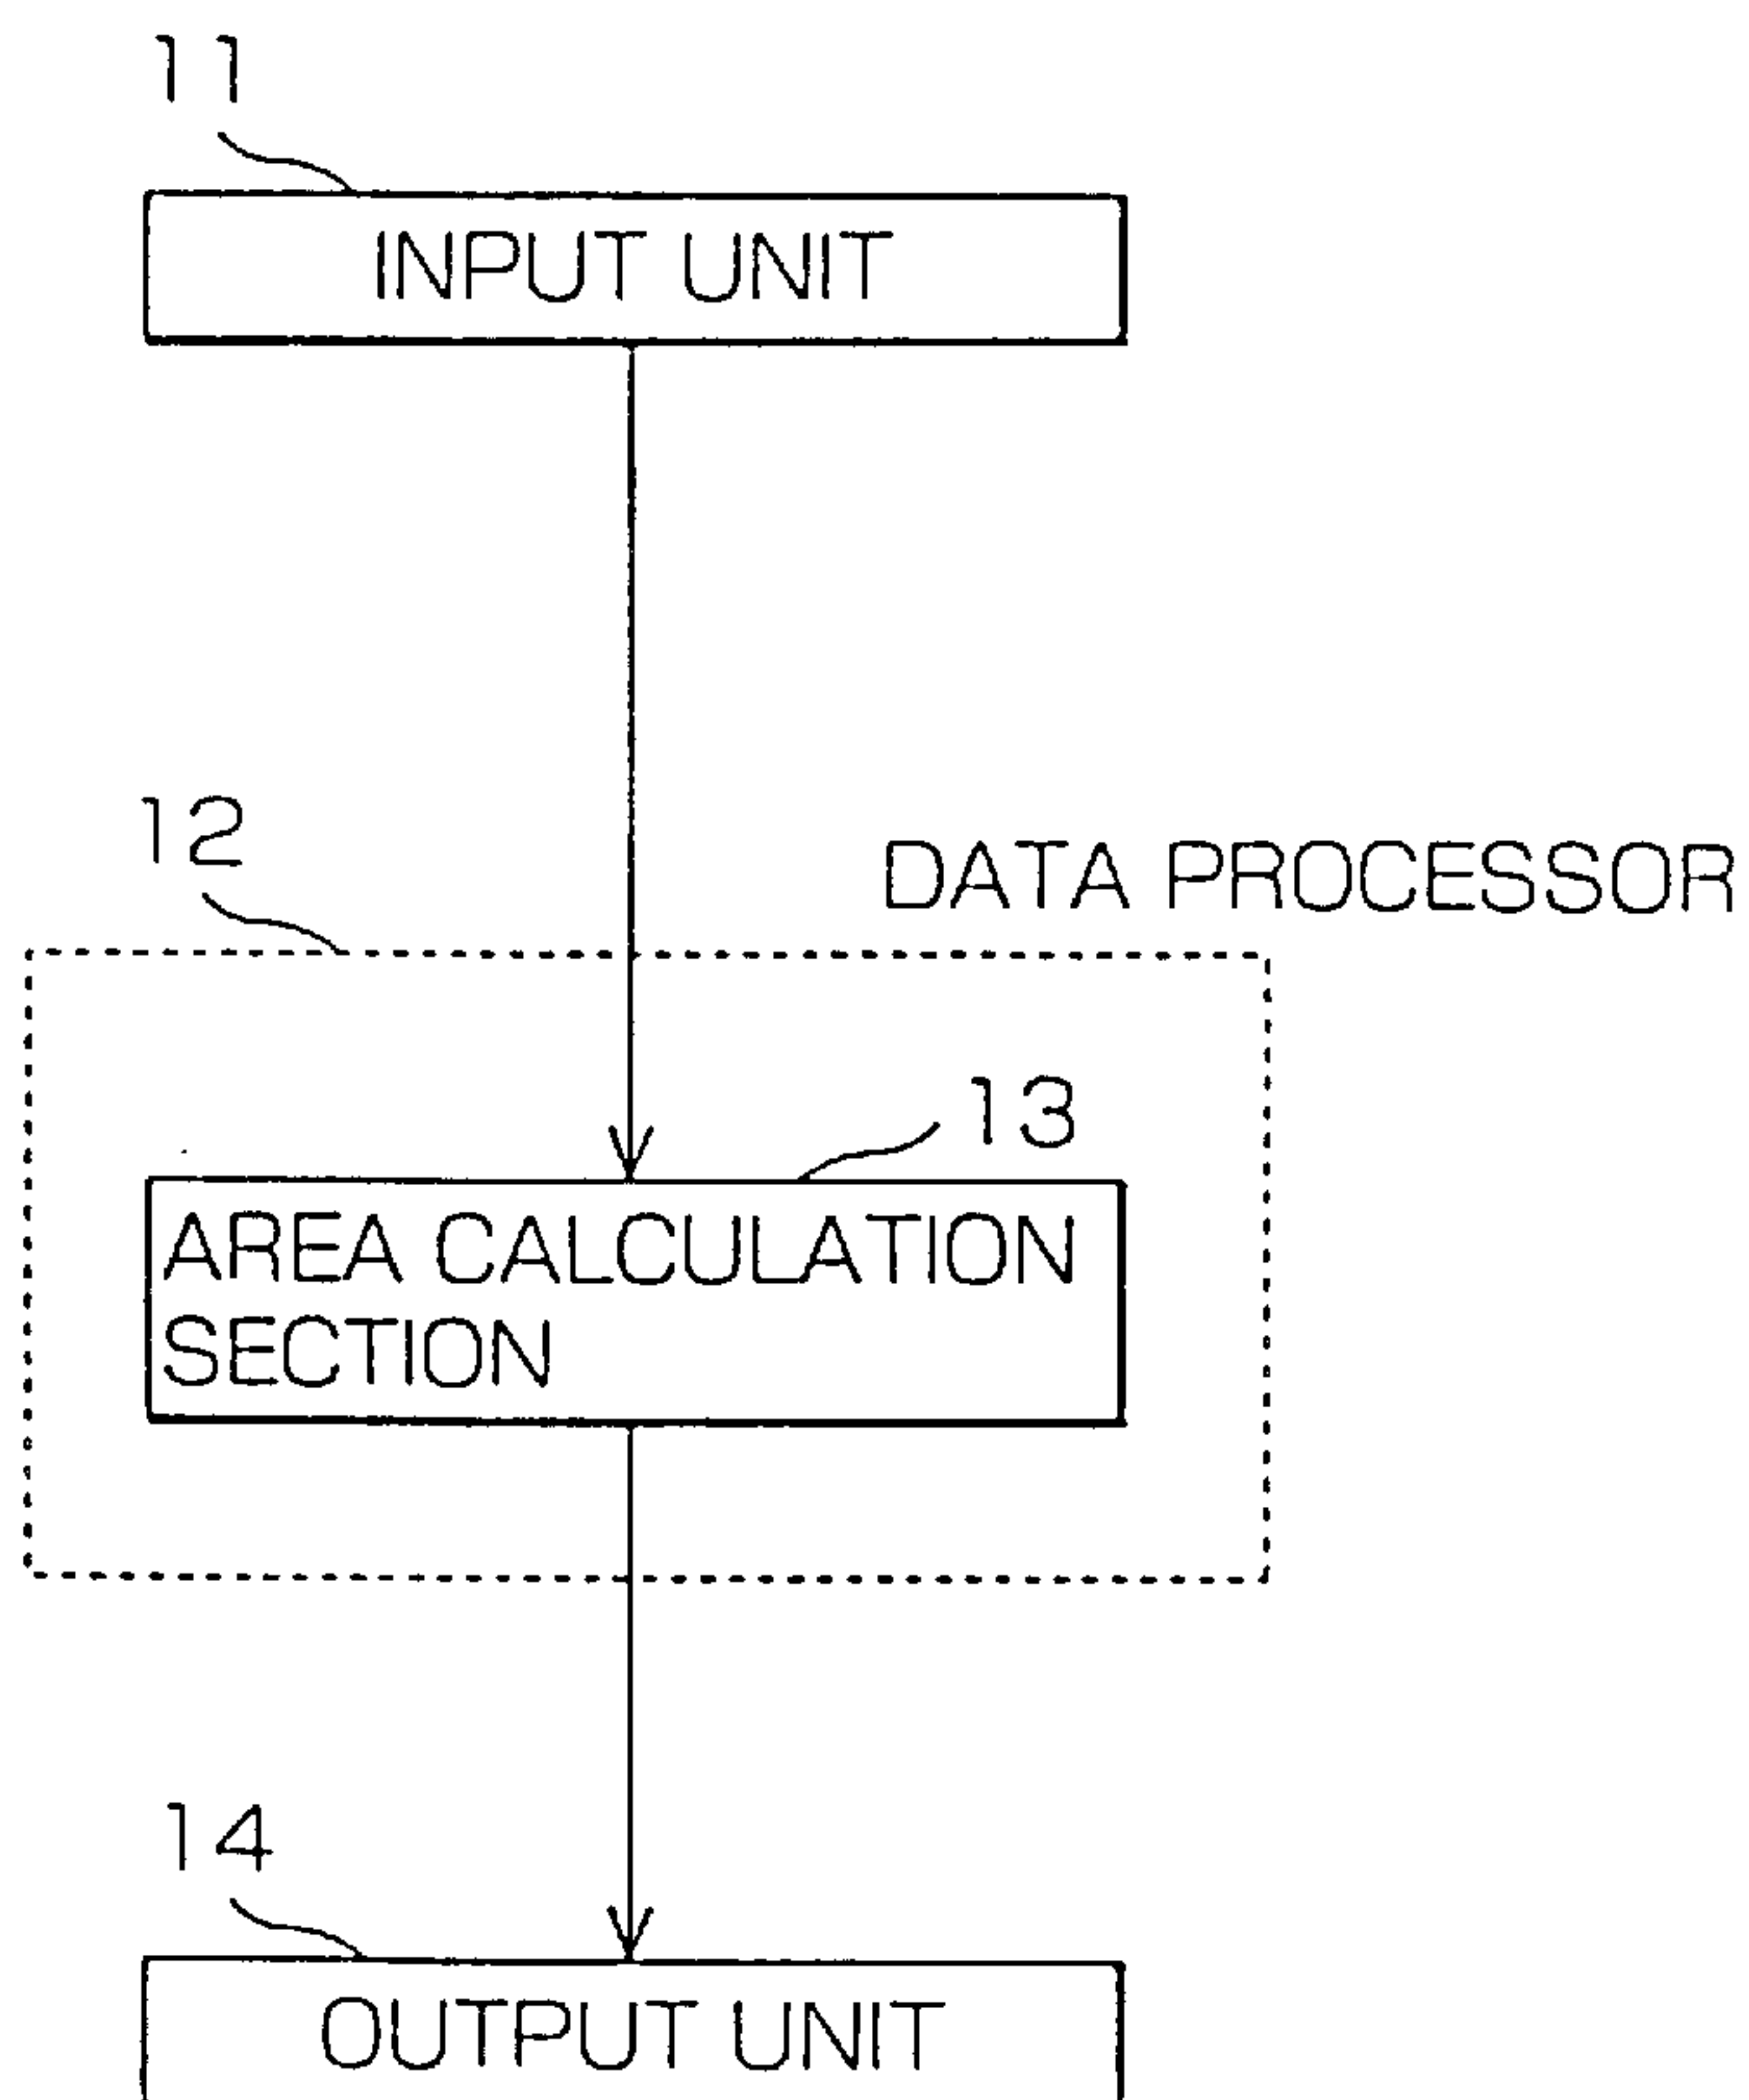 11
INPUT UNIT
12
DATA PROCESSOR
13
AREA CALCULATION
SECTION
14
OUTPUT UNIT